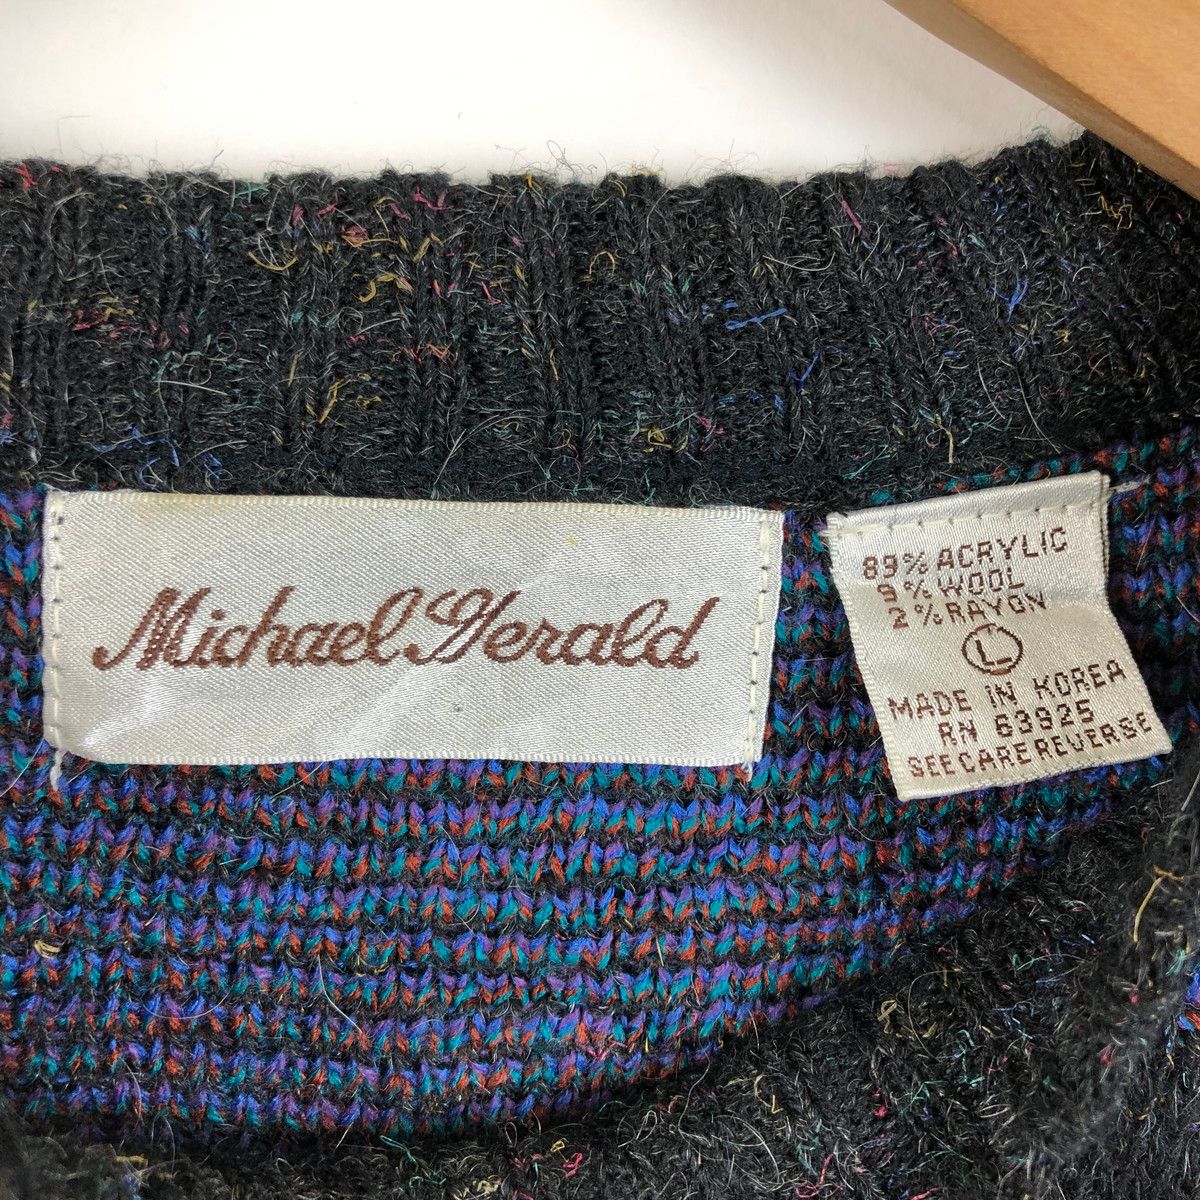 Michael Gerald
89% ACRYLIC
9% WOOL
2% RAYON
L
MADE IN KOREA
RN 63925
SEE CARE REVERSE